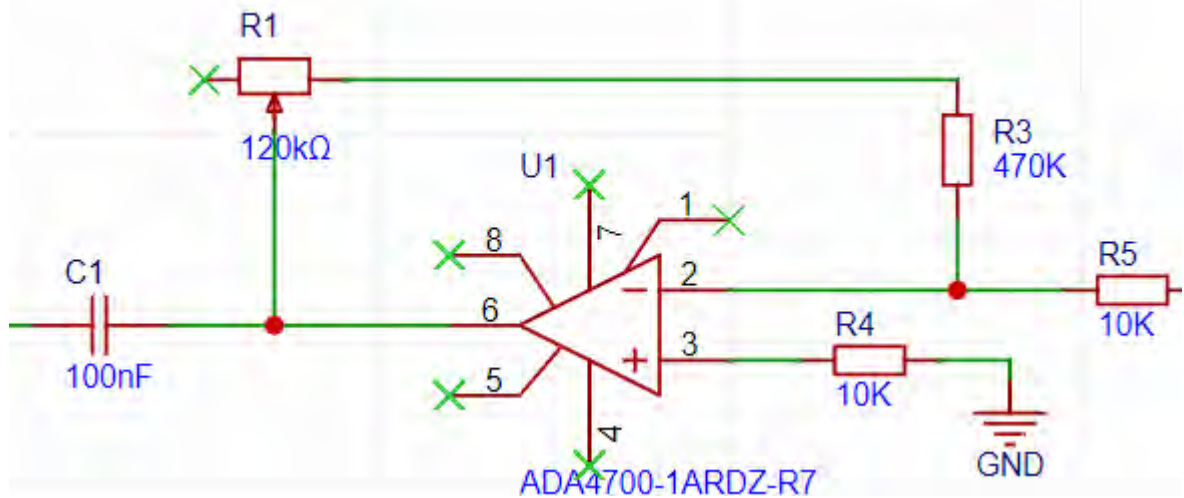 R1
120kΩ
R3
470K
U1
1
7
8
C1
6
2
R5
10K
100nF
3
R4
10K
5
4
GND
ADA4700-1ARDZ-R7